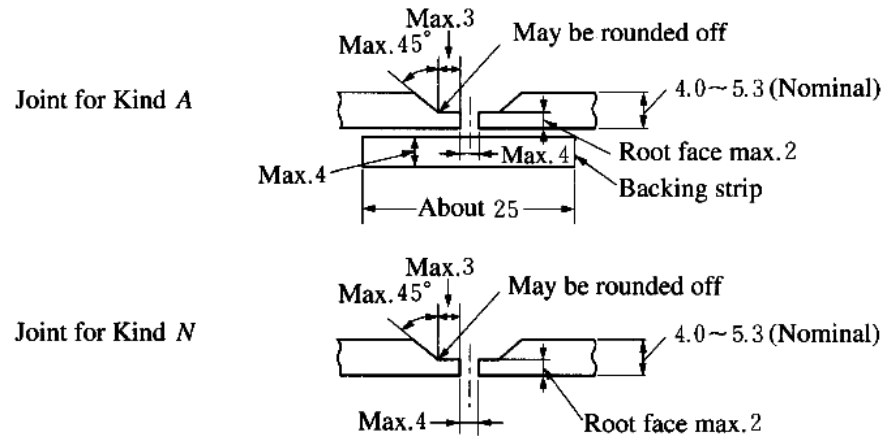 Max.3
Max.45°
May be rounded off
Joint for Kind A
4.0~5.3 (Nominal)
Max.4
Max.4
Root face max.2
Backing strip
About 25
Max.3
Max.45°
May be rounded off
Joint for Kind N
4.0~5.3 (Nominal)
Max.4
Root face max.2